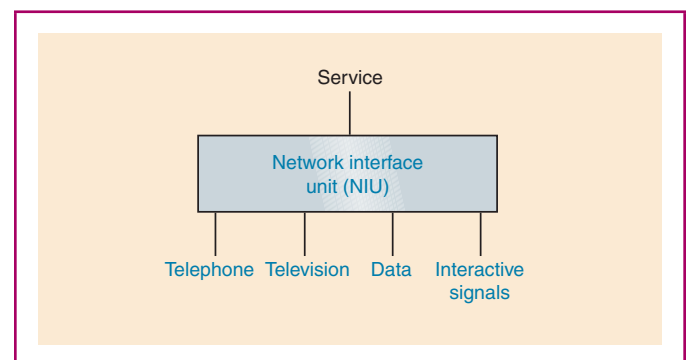 Service
Network interface
unit (NIU)
Telephone Television Data Interactive
signals